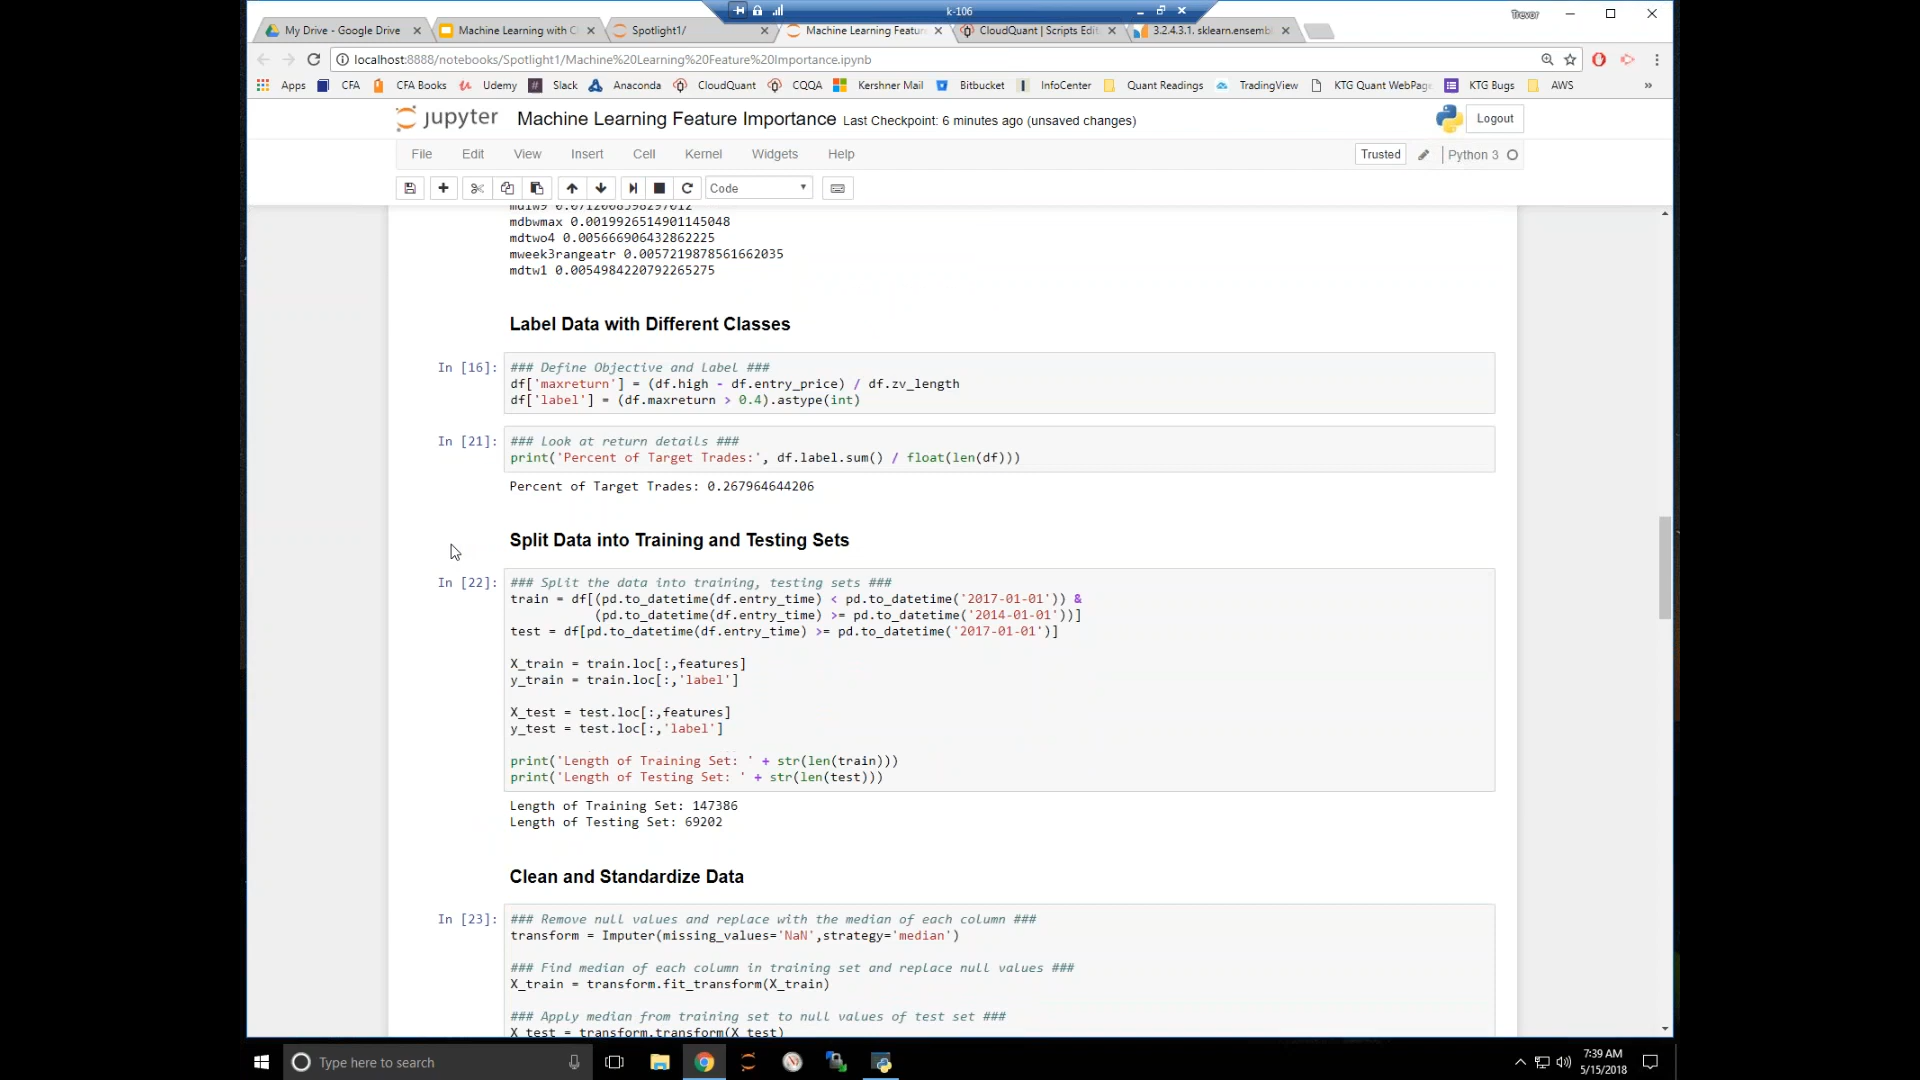 k-106
Trevor
My Drive - Google Drive
Machine Learning with C
Spotlight1/
Machine Learning Featur
CloudQuant | Scripts Edit
3.2.4.3.1. sklearn.ensemb
localhost:8888/notebooks/Spotlight1/Machine%20Learning%20Feature%20Importance.ipynb
Apps CFA CFA Books Udemy Slack Anaconda CloudQuant CQQA Kershner Mail Bitbucket InfoCenter Quant Readings TradingView KTG Quant WebPage KTG Bugs AWS »
jupyter Machine Learning Feature Importance Last Checkpoint: 6 minutes ago (unsaved changes) Logout
File Edit View Insert Cell Kernel Widgets Help Trusted Python 3
Code
mdbwmax 0.0019926514901145048
mdtwo4 0.005666906432862225
mweek3rangeatr 0.0057219878561662035
mdtw1 0.0054984220792265275
Label Data with Different Classes
In [16]: ### Define Objective and Label ###
df['maxreturn'] = (df.high - df.entry_price) / df.zv_length
df['label'] = (df.maxreturn > 0.4).astype(int)
In [21]: ### Look at return details ###
print('Percent of Target Trades:', df.label.sum() / float(len(df)))
Percent of Target Trades: 0.267964644206
Split Data into Training and Testing Sets
In [22]: ### Split the data into training, testing sets ###
train = df[(pd.to_datetime(df.entry_time) < pd.to_datetime('2017-01-01')) &
(pd.to_datetime(df.entry_time) >= pd.to_datetime('2014-01-01'))]
test = df[pd.to_datetime(df.entry_time) >= pd.to_datetime('2017-01-01')]
X_train = train.loc[:,features]
y_train = train.loc[:,'label']
X_test = test.loc[:,features]
y_test = test.loc[:,'label']
print('Length of Training Set: ' + str(len(train)))
print('Length of Testing Set: ' + str(len(test)))
Length of Training Set: 147386
Length of Testing Set: 69202
Clean and Standardize Data
In [23]: ### Remove null values and replace with the median of each column ###
transform = Imputer(missing_values='NaN',strategy='median')
### Find median of each column in training set and replace null values ###
X_train = transform.fit_transform(X_train)
### Apply median from training set to null values of test set ###
X_test = transform.transform(X_test)
Type here to search
7:39 AM
5/15/2018